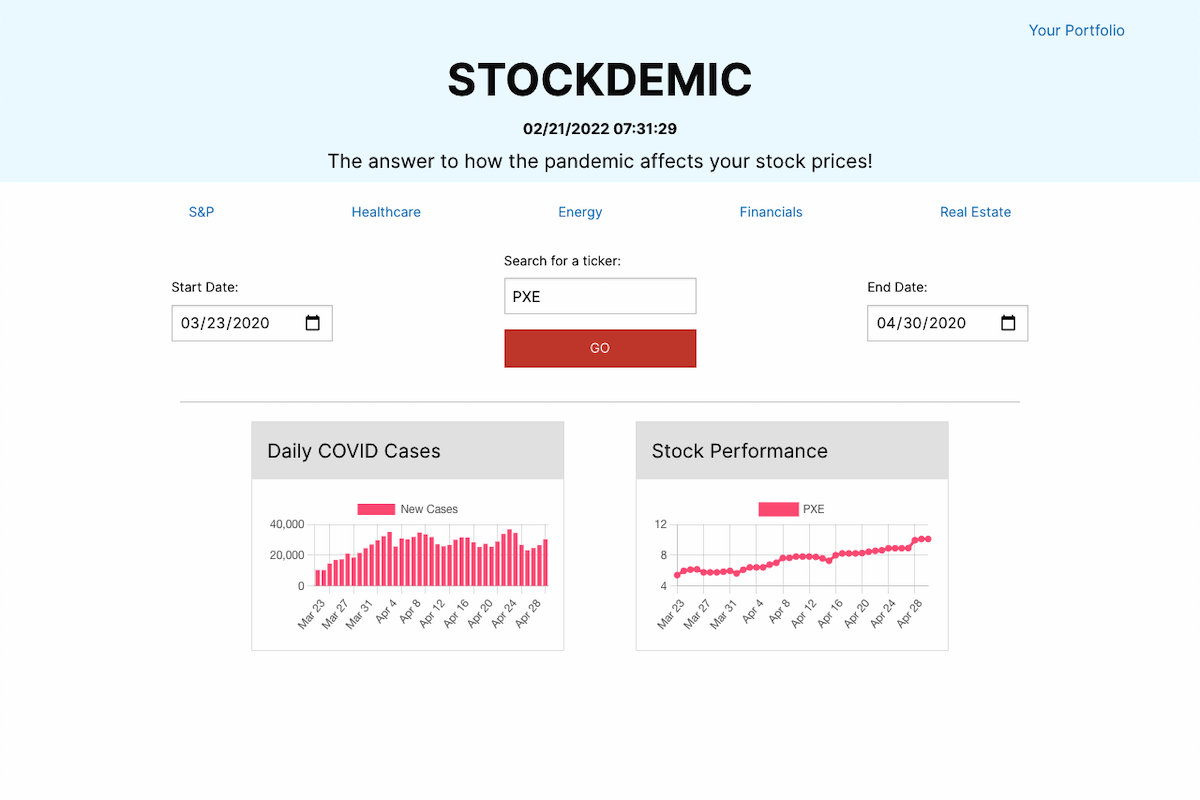 Your Portfolio
STOCKDEMIC
02/21/2022 07:31:29
The answer to how the pandemic affects your stock prices!
S&P Healthcare Energy Financials Real Estate
Search for a ticker:
Start Date:
End Date:
PXE
03/23/2020
04/30/2020
GO
Daily COVID Cases
New Cases
40,000
20,000
0
Mar 23 Mar 27 Mar 31 Apr 4 Apr 8 Apr 12 Apr 16 Apr 20 Apr 24 Apr 28
Stock Performance
PXE
12
8
4
Mar 23 Mar 27 Mar 31 Apr 4 Apr 8 Apr 12 Apr 16 Apr 20 Apr 24 Apr 28